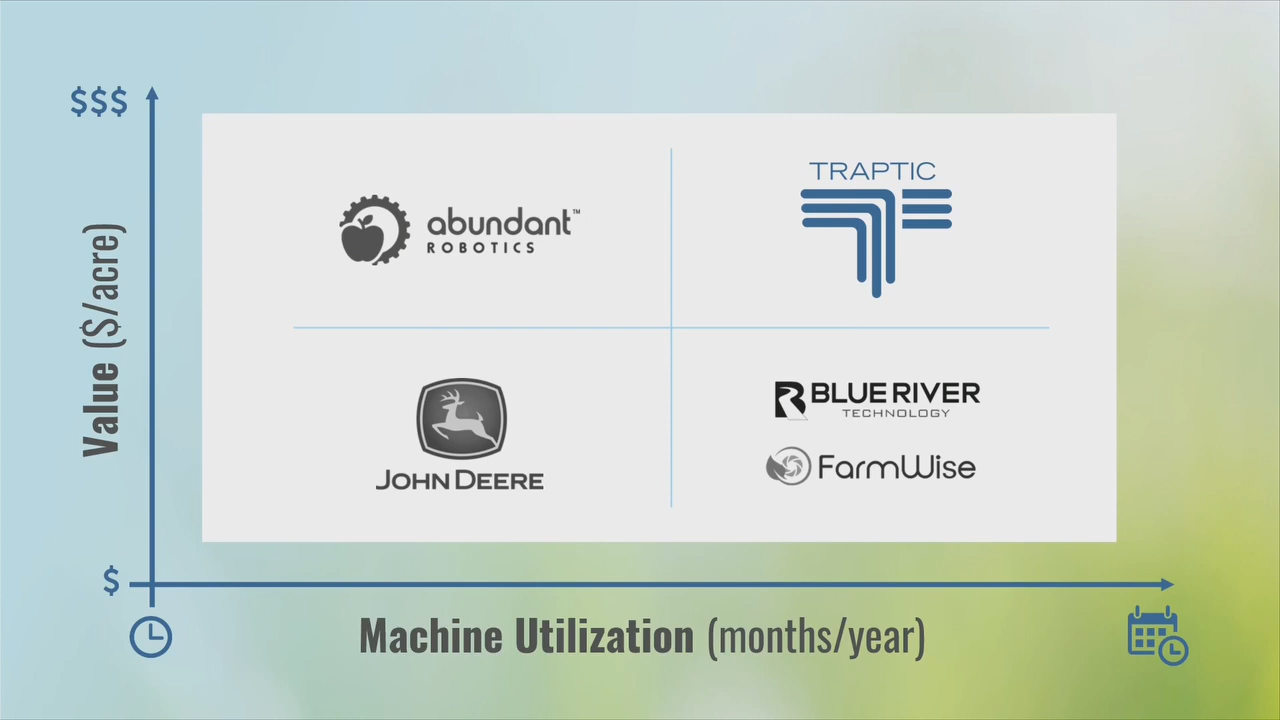 $$$
Value ($/acre)
abundant™
ROBOTICS
TRAPTIC
JOHN DEERE
BLUE RIVER
TECHNOLOGY
FarmWise
$
Machine Utilization (months/year)